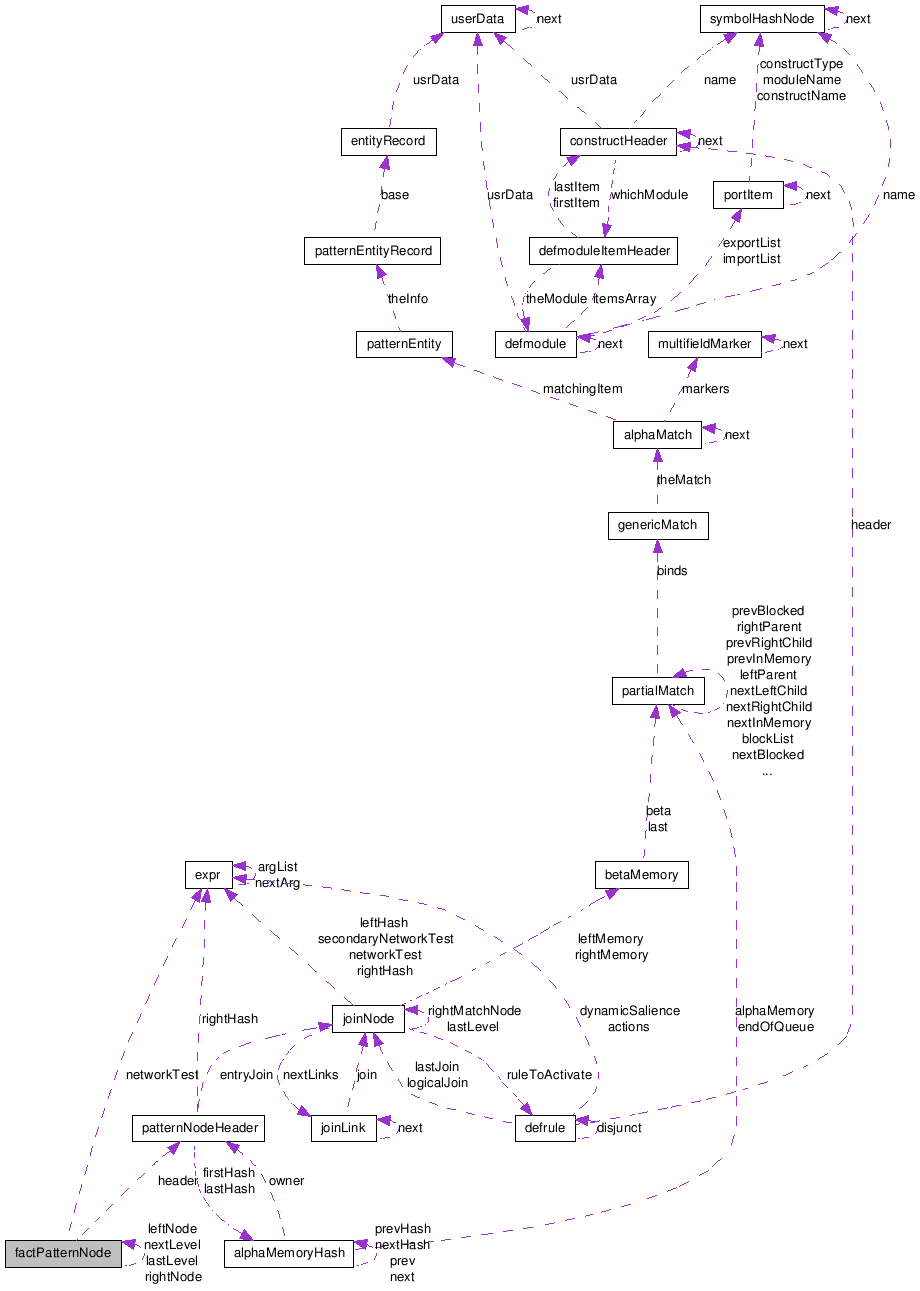 userData
next
symbolHashNode
next
constructType
moduleName
constructName
usrData
usrData
name
entityRecord
constructHeader
next
base
lastItem
firstItem
whichModule
usrData
portItem
next
name
patternEntityRecord
defmoduleItemHeader
exportList
importList
theInfo
theModule
itemsArray
patternEntity
defmodule
next
multifieldMarker
next
matchingItem
markers
alphaMatch
next
theMatch
genericMatch
header
binds
prevBlocked
rightParent
prevRightChild
prevInMemory
leftParent
nextLeftChild
nextRightChild
nextInMemory
blockList
nextBlocked
...
partialMatch
beta
last
expr
argList
nextArg
betaMemory
leftHash
secondaryNetworkTest
networkTest
rightHash
leftMemory
rightMemory
rightHash
joinNode
rightMatchNode
lastLevel
dynamicSalience
actions
alphaMemory
endOfQueue
networkTest
entryJoin
nextLinks
join
lastJoin
logicalJoin
ruleToActivate
patternNodeHeader
joinLink
next
defrule
disjunct
header
firstHash
lastHash
owner
factPatternNode
leftNode
nextLevel
lastLevel
rightNode
alphaMemoryHash
prevHash
nextHash
prev
next